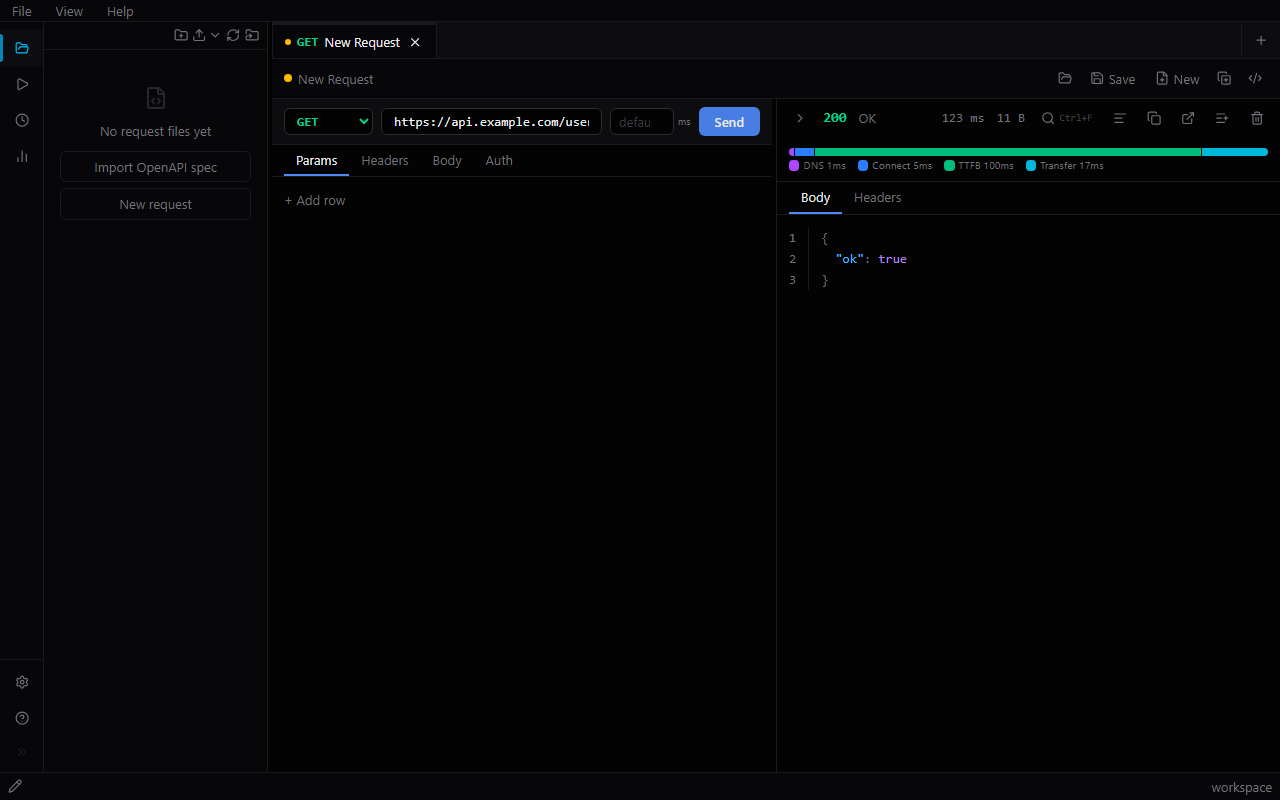 File View Help
GET New Request
New Request
Save New
No request files yet
Import OpenAPI spec
New request
GET https://api.example.com/user defau ms Send
Params Headers Body Auth
+ Add row
200 OK 123 ms 11 B Ctrl+F
DNS 1ms Connect 5ms TTFB 100ms Transfer 17ms
Body Headers
1 {
2 "ok": true
3 }
workspace